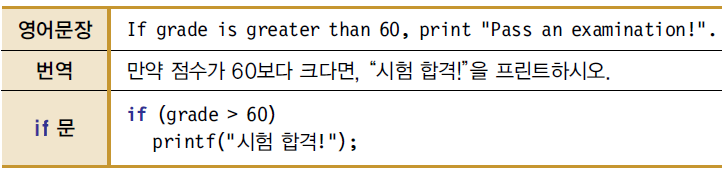 영어문장 If grade is greater than 60, print "Pass an examination!".
번역 만약 점수가 60보다 크다면, “시험 합격!”을 프린트하시오.
if 문 if (grade > 60)
printf("시험 합격!");